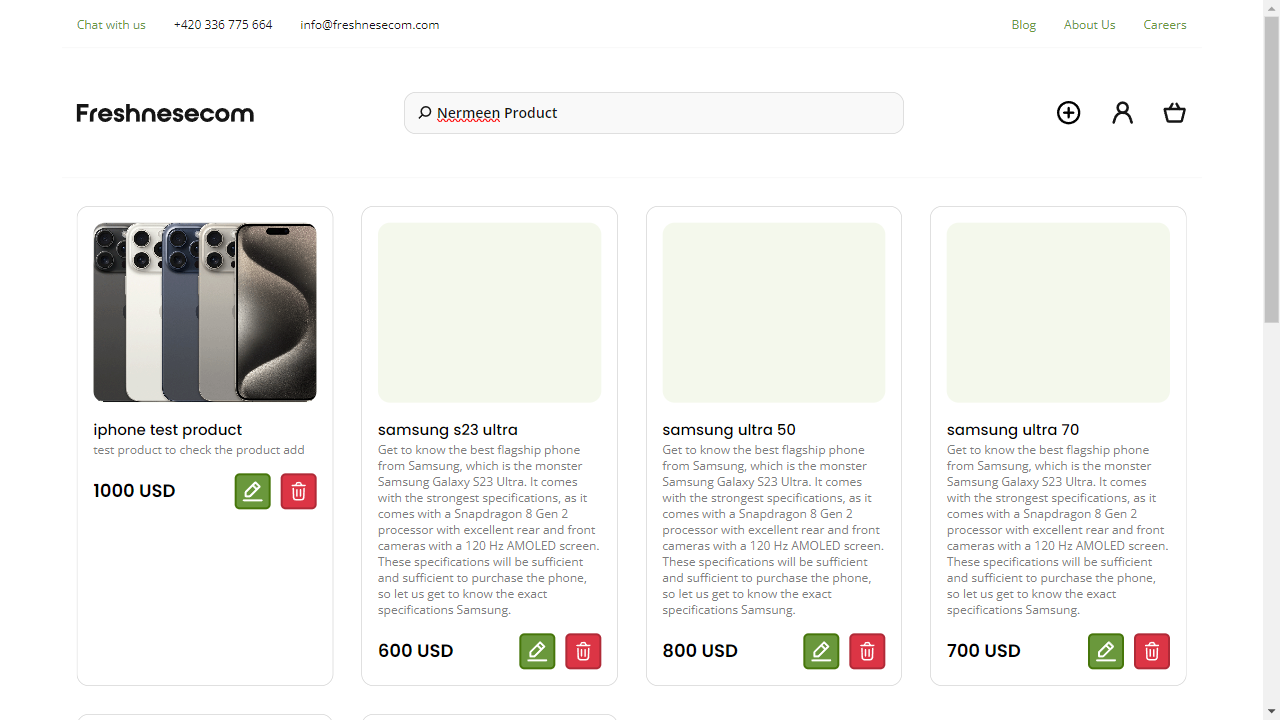 Chat with us +420 336 775 664 info@freshnesecom.com Blog About Us Careers
Freshnesecom
Nermeen Product
iphone test product
test product to check the product add
1000 USD
samsung s23 ultra
Get to know the best flagship phone
from Samsung, which is the monster
Samsung Galaxy S23 Ultra. It comes
with the strongest specifications, as it
comes with a Snapdragon 8 Gen 2
processor with excellent rear and front
cameras with a 120 Hz AMOLED screen.
These specifications will be sufficient
and sufficient to purchase the phone,
so let us get to know the exact
specifications Samsung.
600 USD
samsung ultra 50
Get to know the best flagship phone
from Samsung, which is the monster
Samsung Galaxy S23 Ultra. It comes
with the strongest specifications, as it
comes with a Snapdragon 8 Gen 2
processor with excellent rear and front
cameras with a 120 Hz AMOLED screen.
These specifications will be sufficient
and sufficient to purchase the phone,
so let us get to know the exact
specifications Samsung.
800 USD
samsung ultra 70
Get to know the best flagship phone
from Samsung, which is the monster
Samsung Galaxy S23 Ultra. It comes
with the strongest specifications, as it
comes with a Snapdragon 8 Gen 2
processor with excellent rear and front
cameras with a 120 Hz AMOLED screen.
These specifications will be sufficient
and sufficient to purchase the phone,
so let us get to know the exact
specifications Samsung.
700 USD